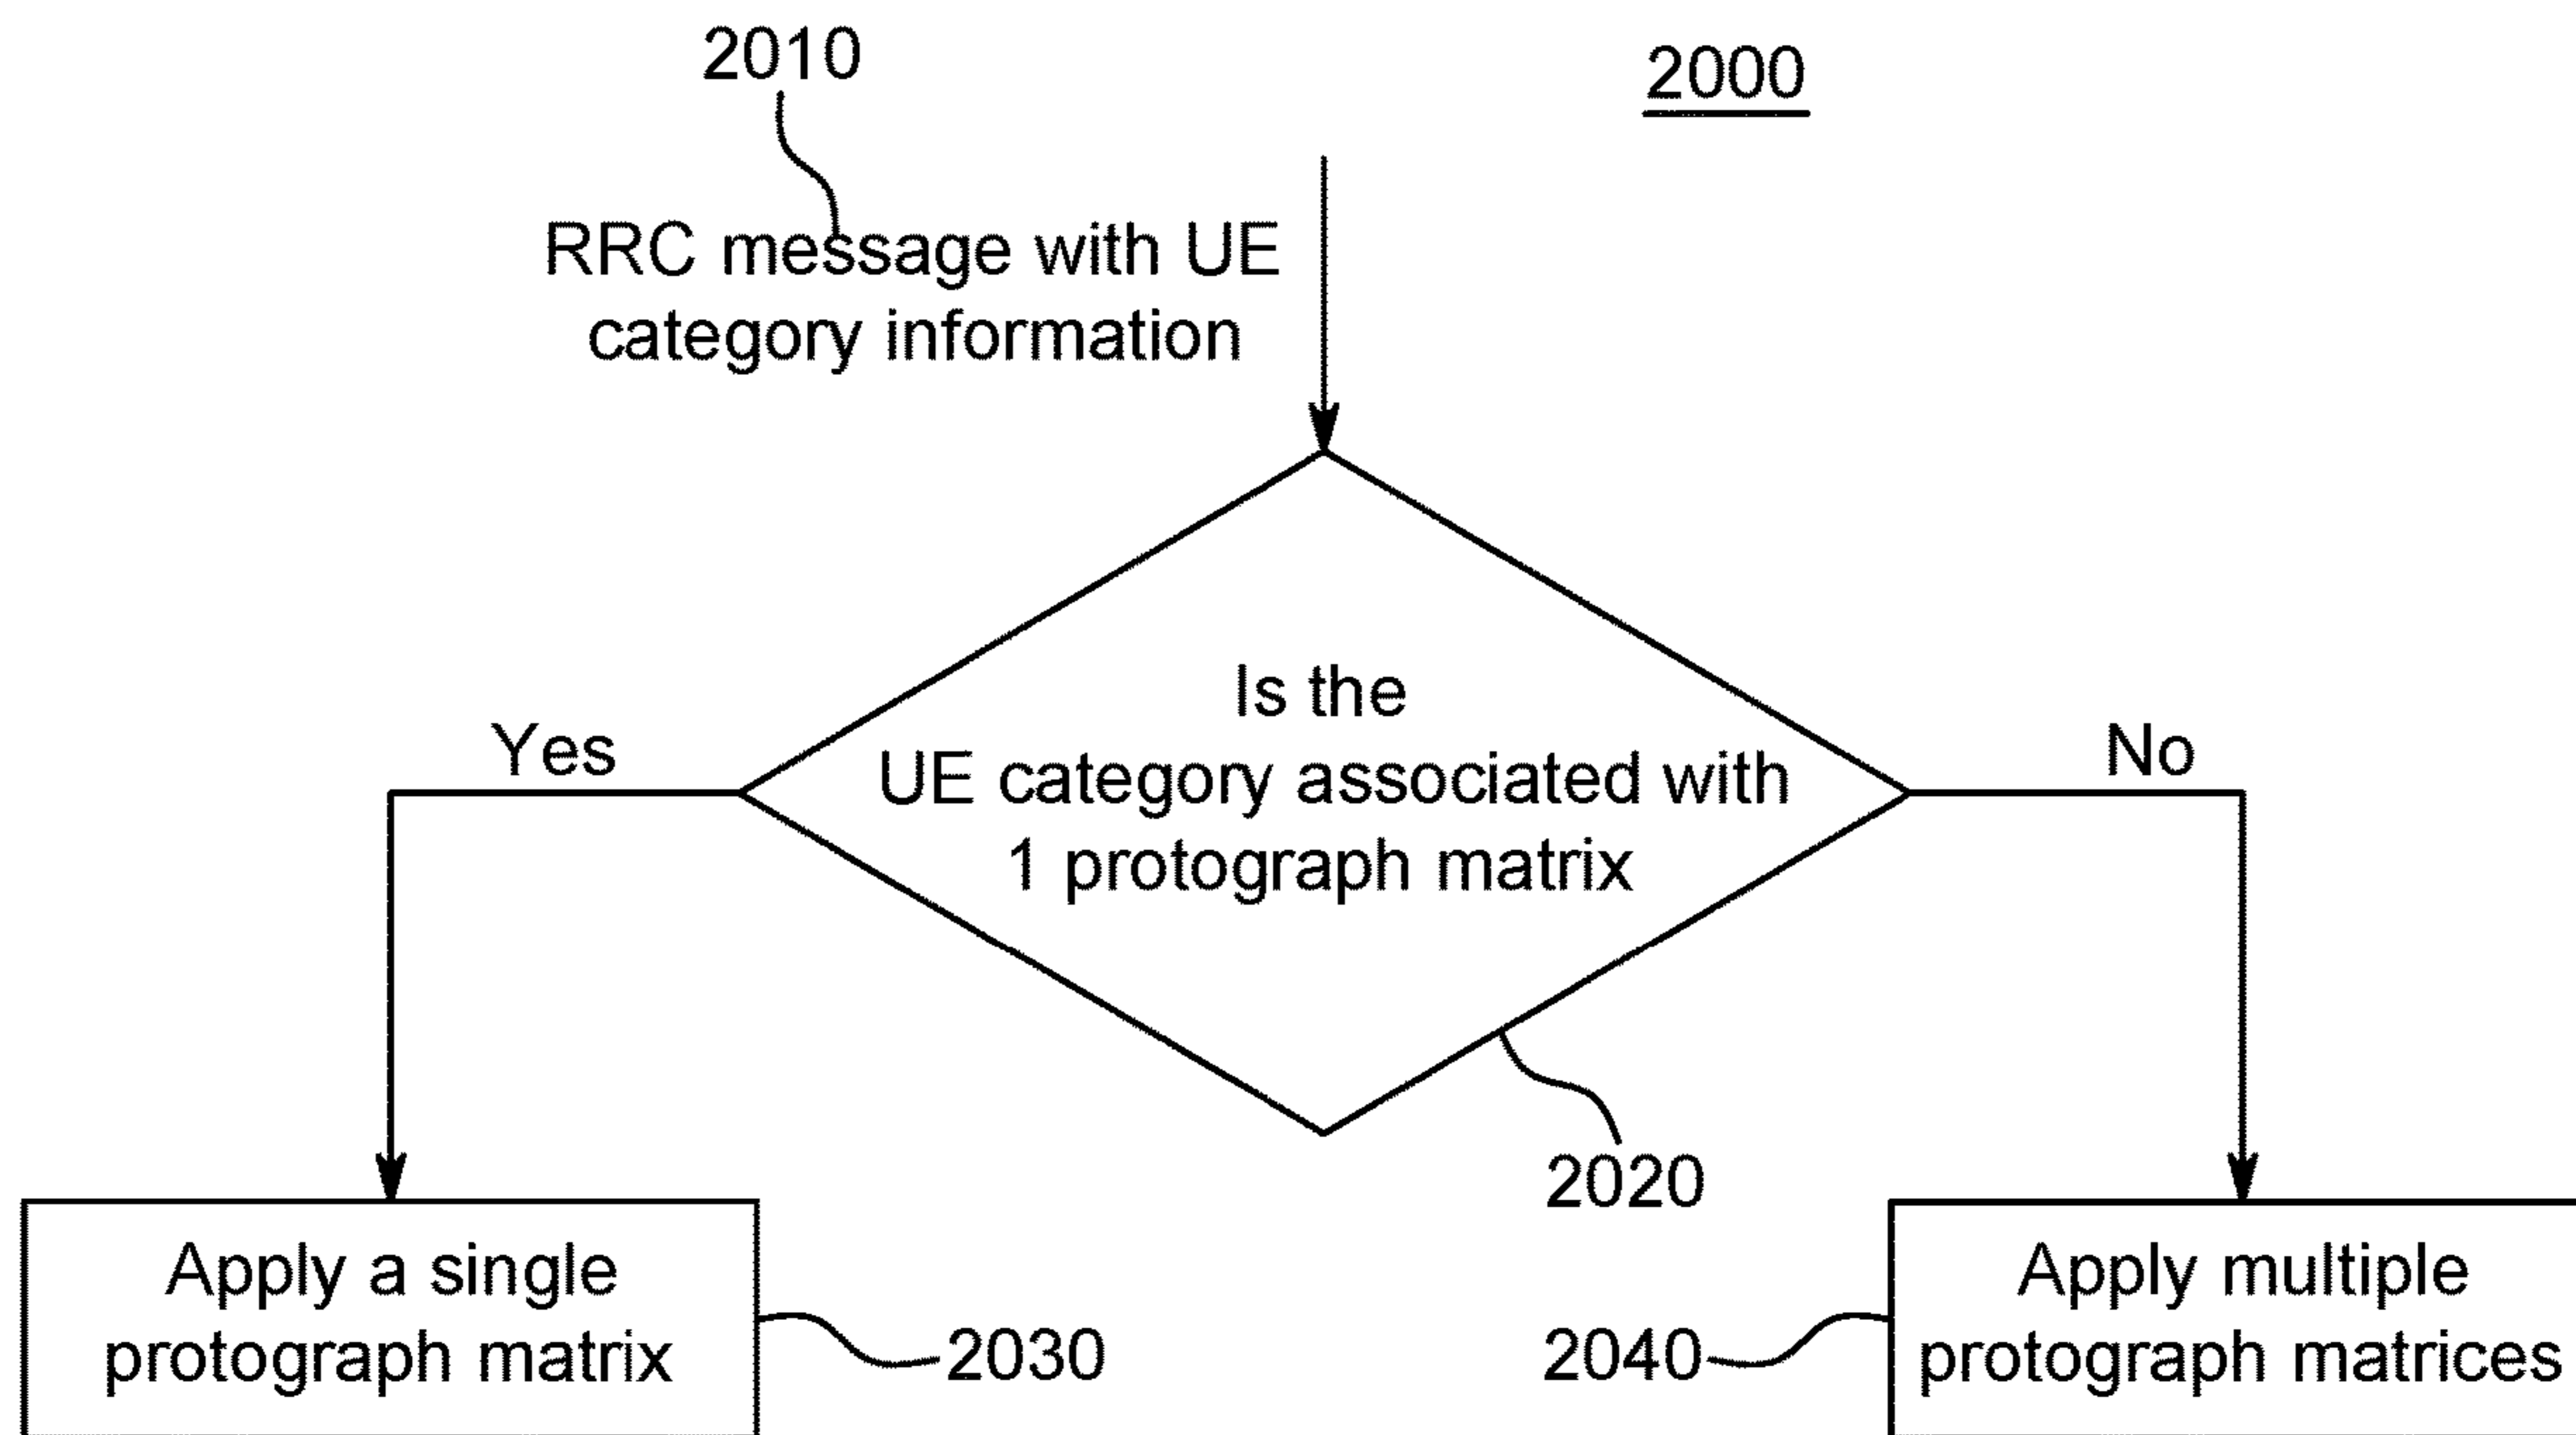 2010
2000
RRC message with UE
category information
Is the
UE category associated with
1 protograph matrix
Yes
No
2020
Apply a single
protograph matrix
2030
2040
Apply multiple
protograph matrices